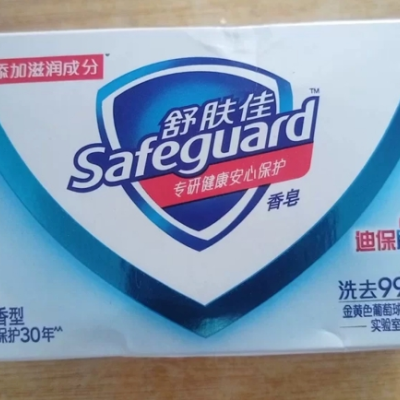 添加滋润成分
舒肤佳
Safeguard™
专研健康安心保护
香皂
迪保
洗去99
金黄色葡萄球
实验室
香型
保护30年^^